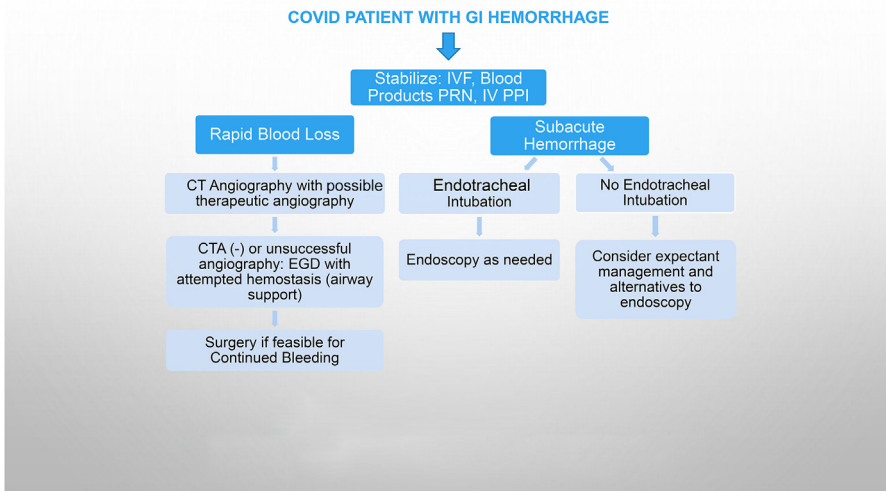 COVID PATIENT WITH GI HEMORRHAGE
Stabilize: IVF, Blood
Products PRN, IV PPI
Rapid Blood Loss
CT Angiography with possible
therapeutic angiography
CTA (-) or unsuccessful
angiography: EGD with
attempted hemostasis (airway
support)
Surgery if feasible for
Continued Bleeding
Subacute
Hemorrhage
Endotracheal
Intubation
Endoscopy as needed
No Endotracheal
Intubation
Consider expectant
management and
alternatives to
endoscopy